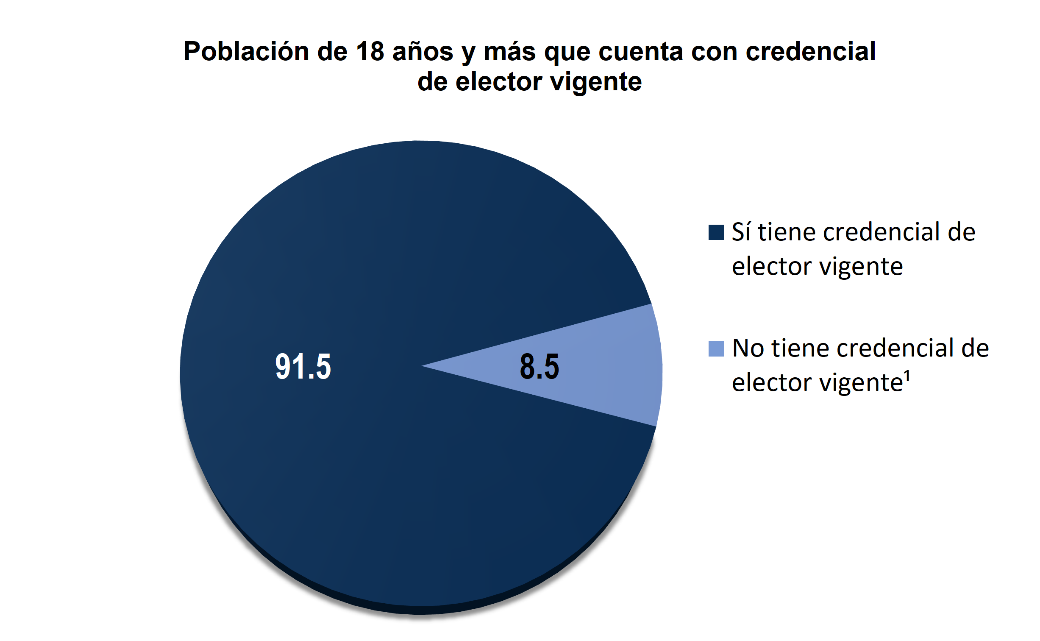 Población de 18 años y más que cuenta con credencial
de elector vigente
Sí tiene credencial de
elector vigente
91.5
8.5
No tiene credencial de
elector vigente¹